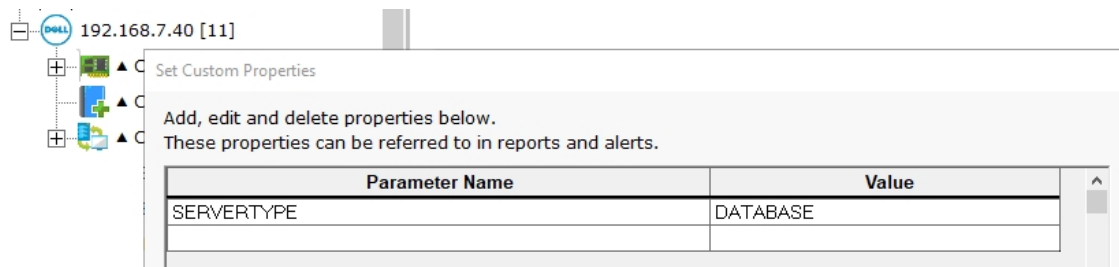 DELL 192.168.7.40 [11]
Set Custom Properties
Add, edit and delete properties below.
These properties can be referred to in reports and alerts.
Parameter Name Value
SERVERTYPE DATABASE